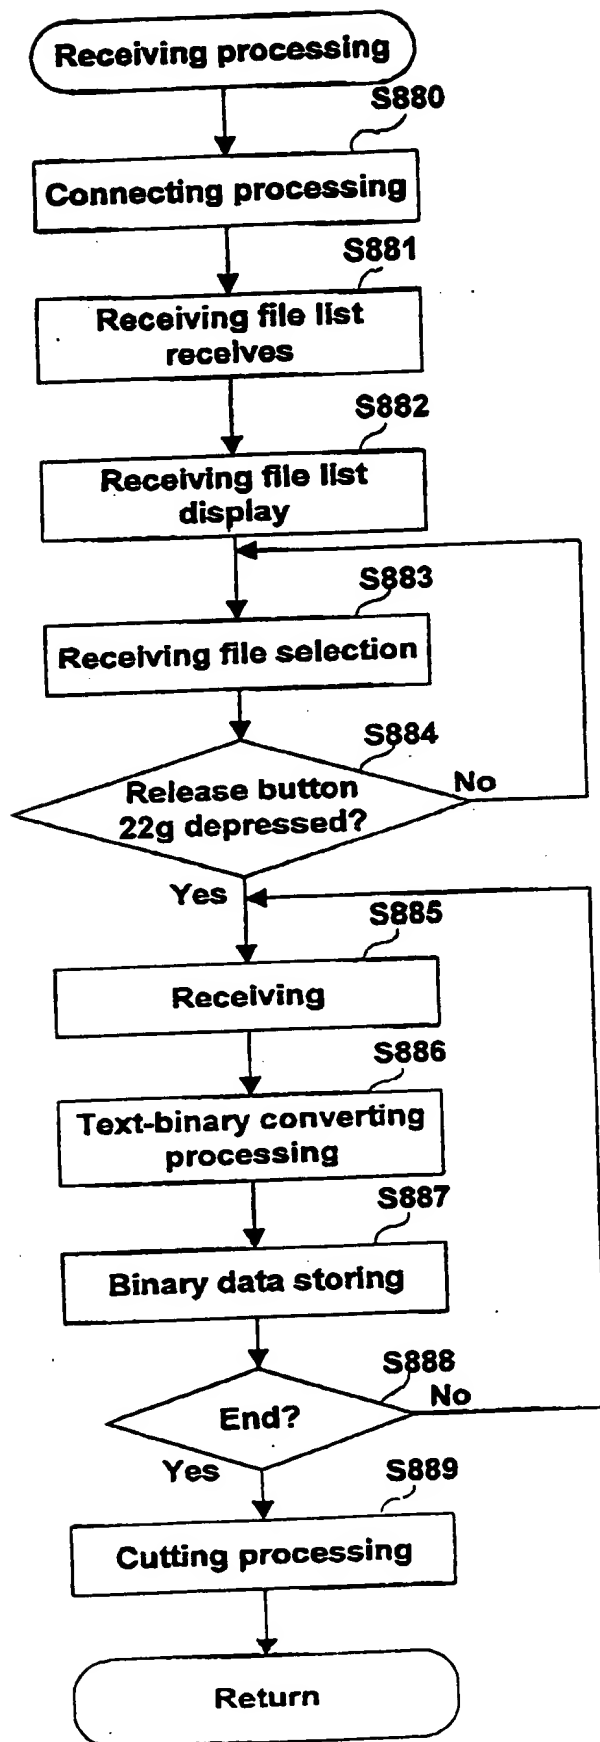 Receiving processing
S880
Connecting processing
S881
Receiving file list
receives
S882
Receiving file list
display
S883
Receiving file selection
S884
Release button
22g depressed?
No
Yes
S885
Receiving
S886
Text-binary converting
processing
S887
Binary data storing
S888
End?
No
Yes
S889
Cutting processing
Return